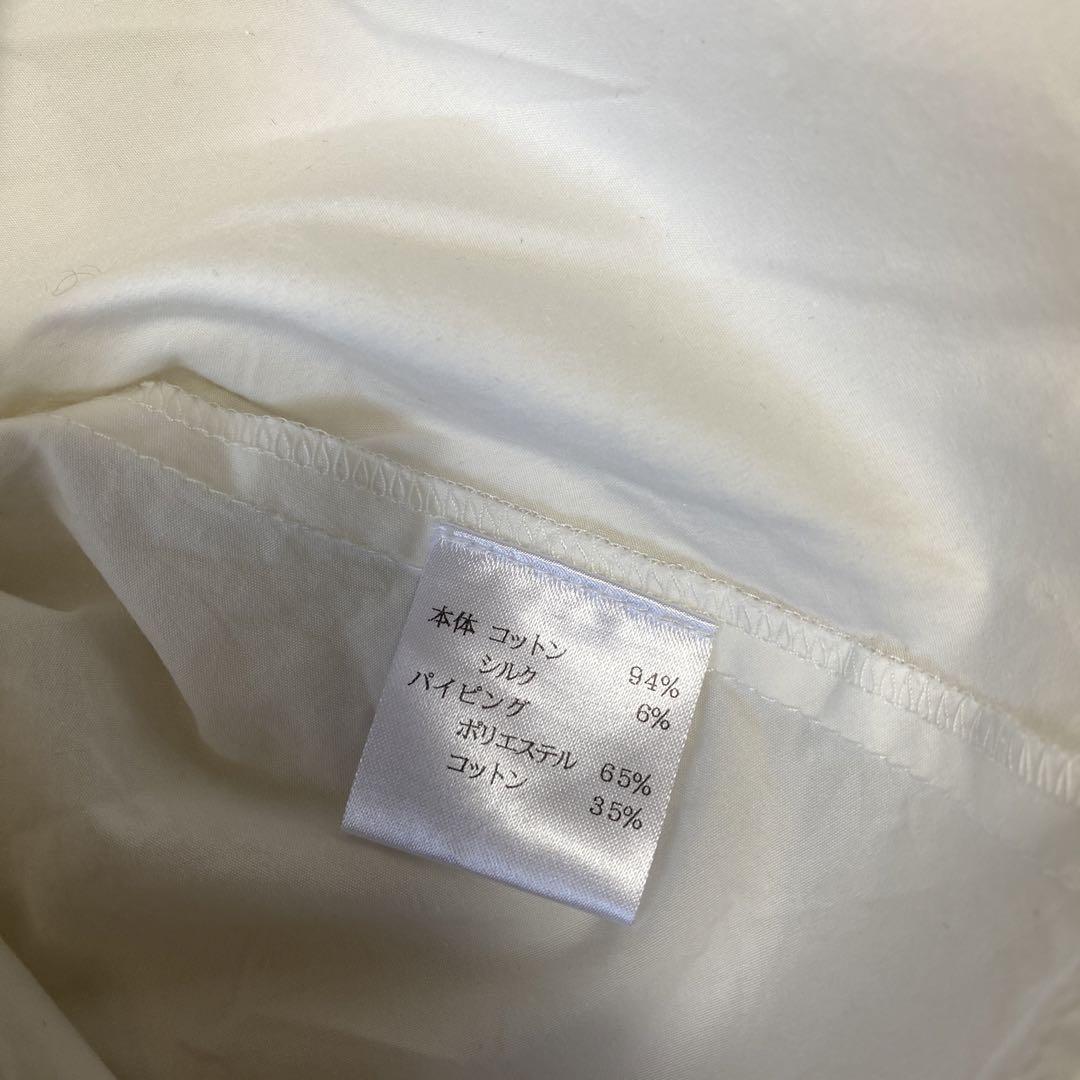 本体 コットン 94%
シルク 6%
パイピング
ポリエステル 65%
コットン 35%